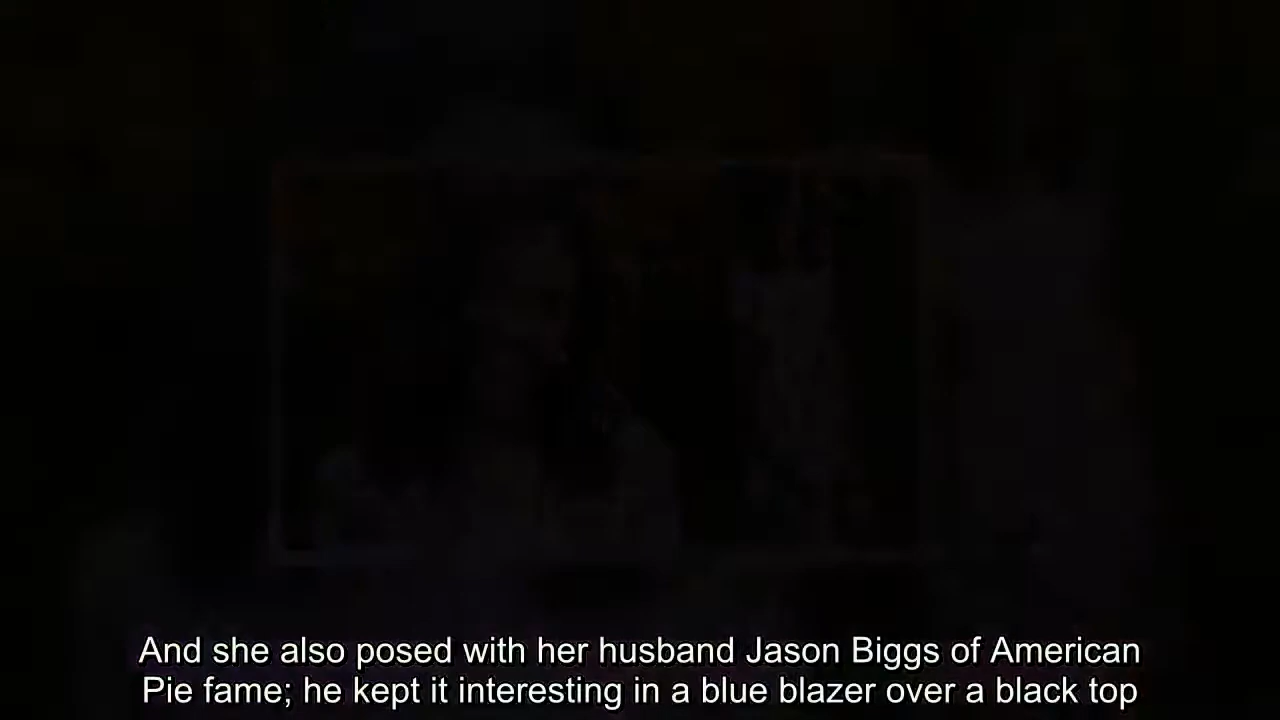 And she also posed with her husband Jason Biggs of American
Pie fame; he kept it interesting in a blue blazer over a black top